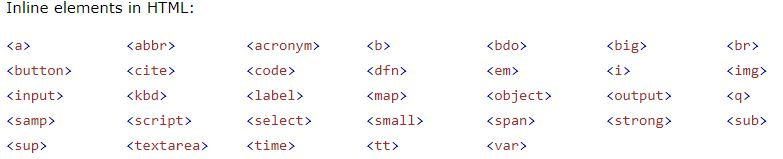 Inline elements in HTML:
<a> <abbr> <acronym> <b> <bdo> <big> <br>
<button> <cite> <code> <dfn> <em> <i> <img>
<input> <kbd> <label> <map> <object> <output> <q>
<samp> <script> <select> <small> <span> <strong> <sub>
<sup> <textarea> <time> <tt> <var>